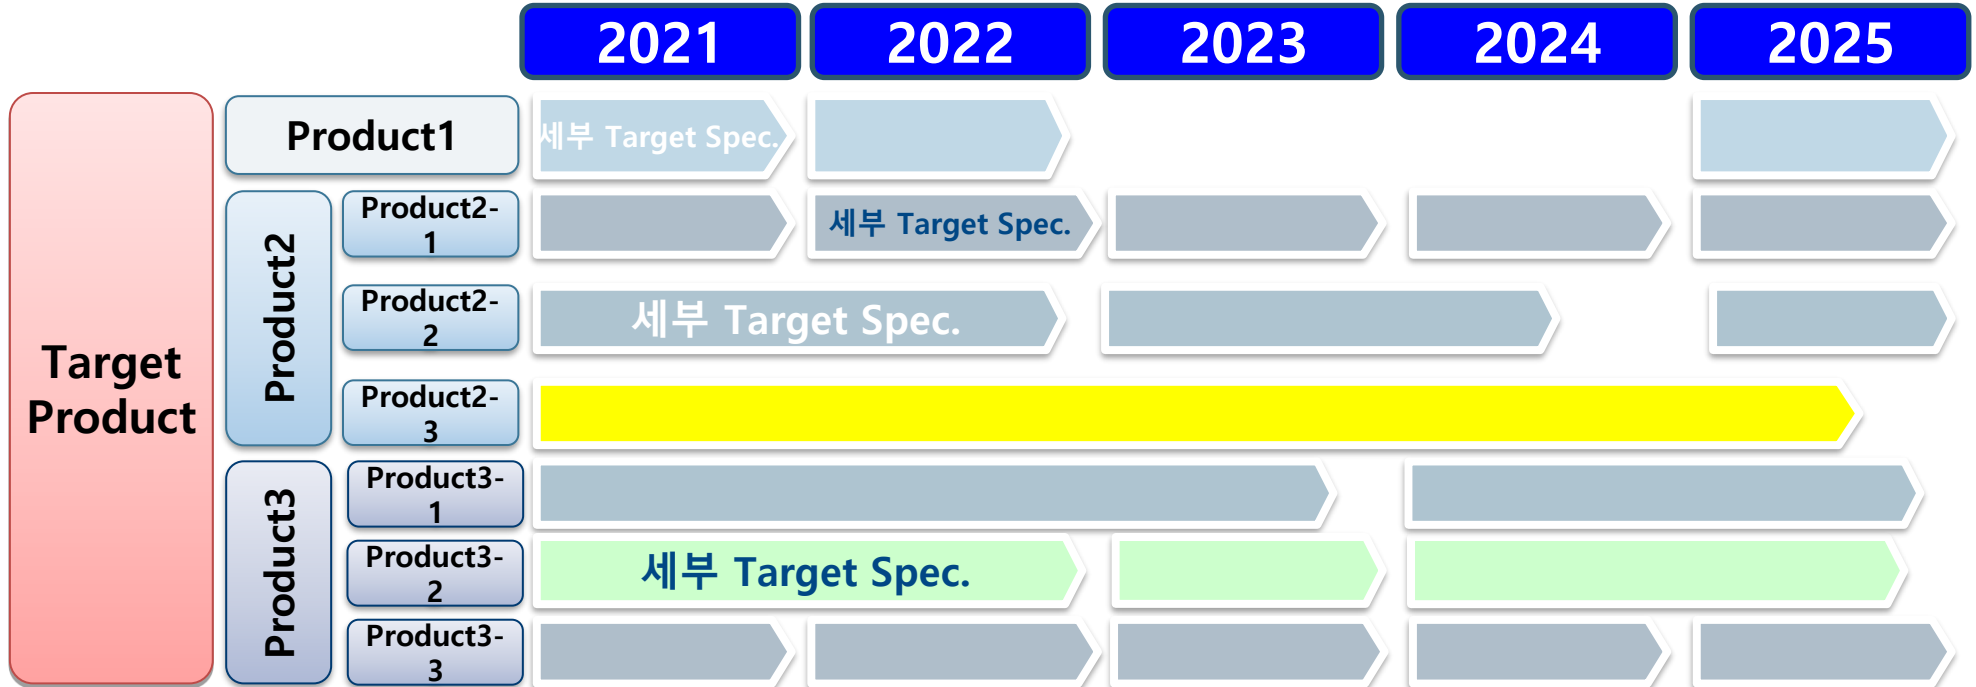 2021 2022 2023 2024 2025
Product1
세부 Target Spec.
Product2-
1
세부 Target Spec.
Product2
Product2-
2
세부 Target Spec.
Target
Product
Product2-
3
Product3-
1
Product3
Product3-
2
세부 Target Spec.
Product3-
3